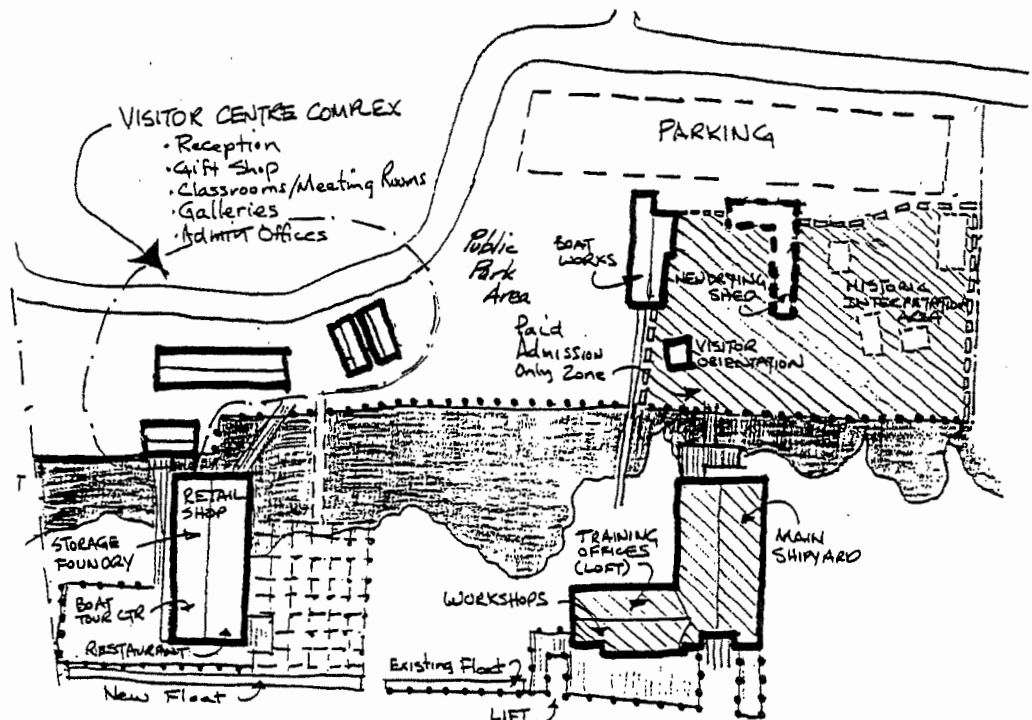 VISITOR CENTRE COMPLEX
• Reception
• Gift Shop
• Classrooms/Meeting Rooms
• Galleries
• Admin Offices
PARKING
Public
Park
Area
BOAT
WORKS
NEW DRYING
SHED
HISTORIC
INTERPTATION
AREA
Paid
Admission
Only Zone
VISITOR
ORIENTATION
RETAIL
SHOP
STORAGE
FOUNDRY
BOAT
TOUR CTR
RESTAURANT
New Float
TRAINING
OFFICES
(LOFT)
WORKSHOPS
MAIN
SHIPYARD
Existing Float
LIFT